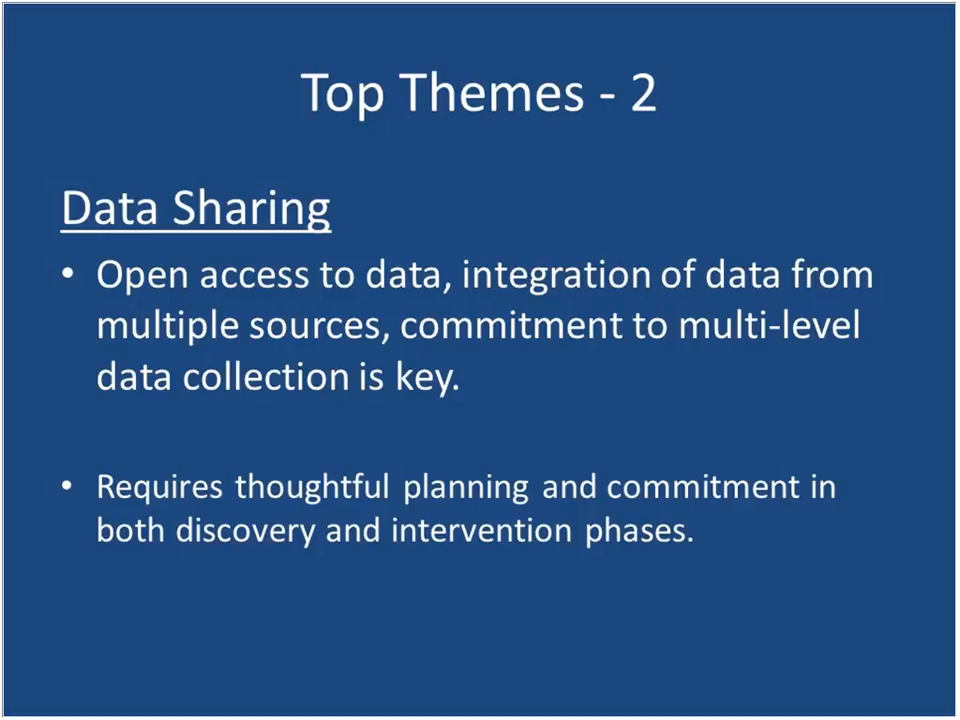 Top Themes - 2
Data Sharing
• Open access to data, integration of data from
multiple sources, commitment to multi-level
data collection is key.
• Requires thoughtful planning and commitment in
both discovery and intervention phases.